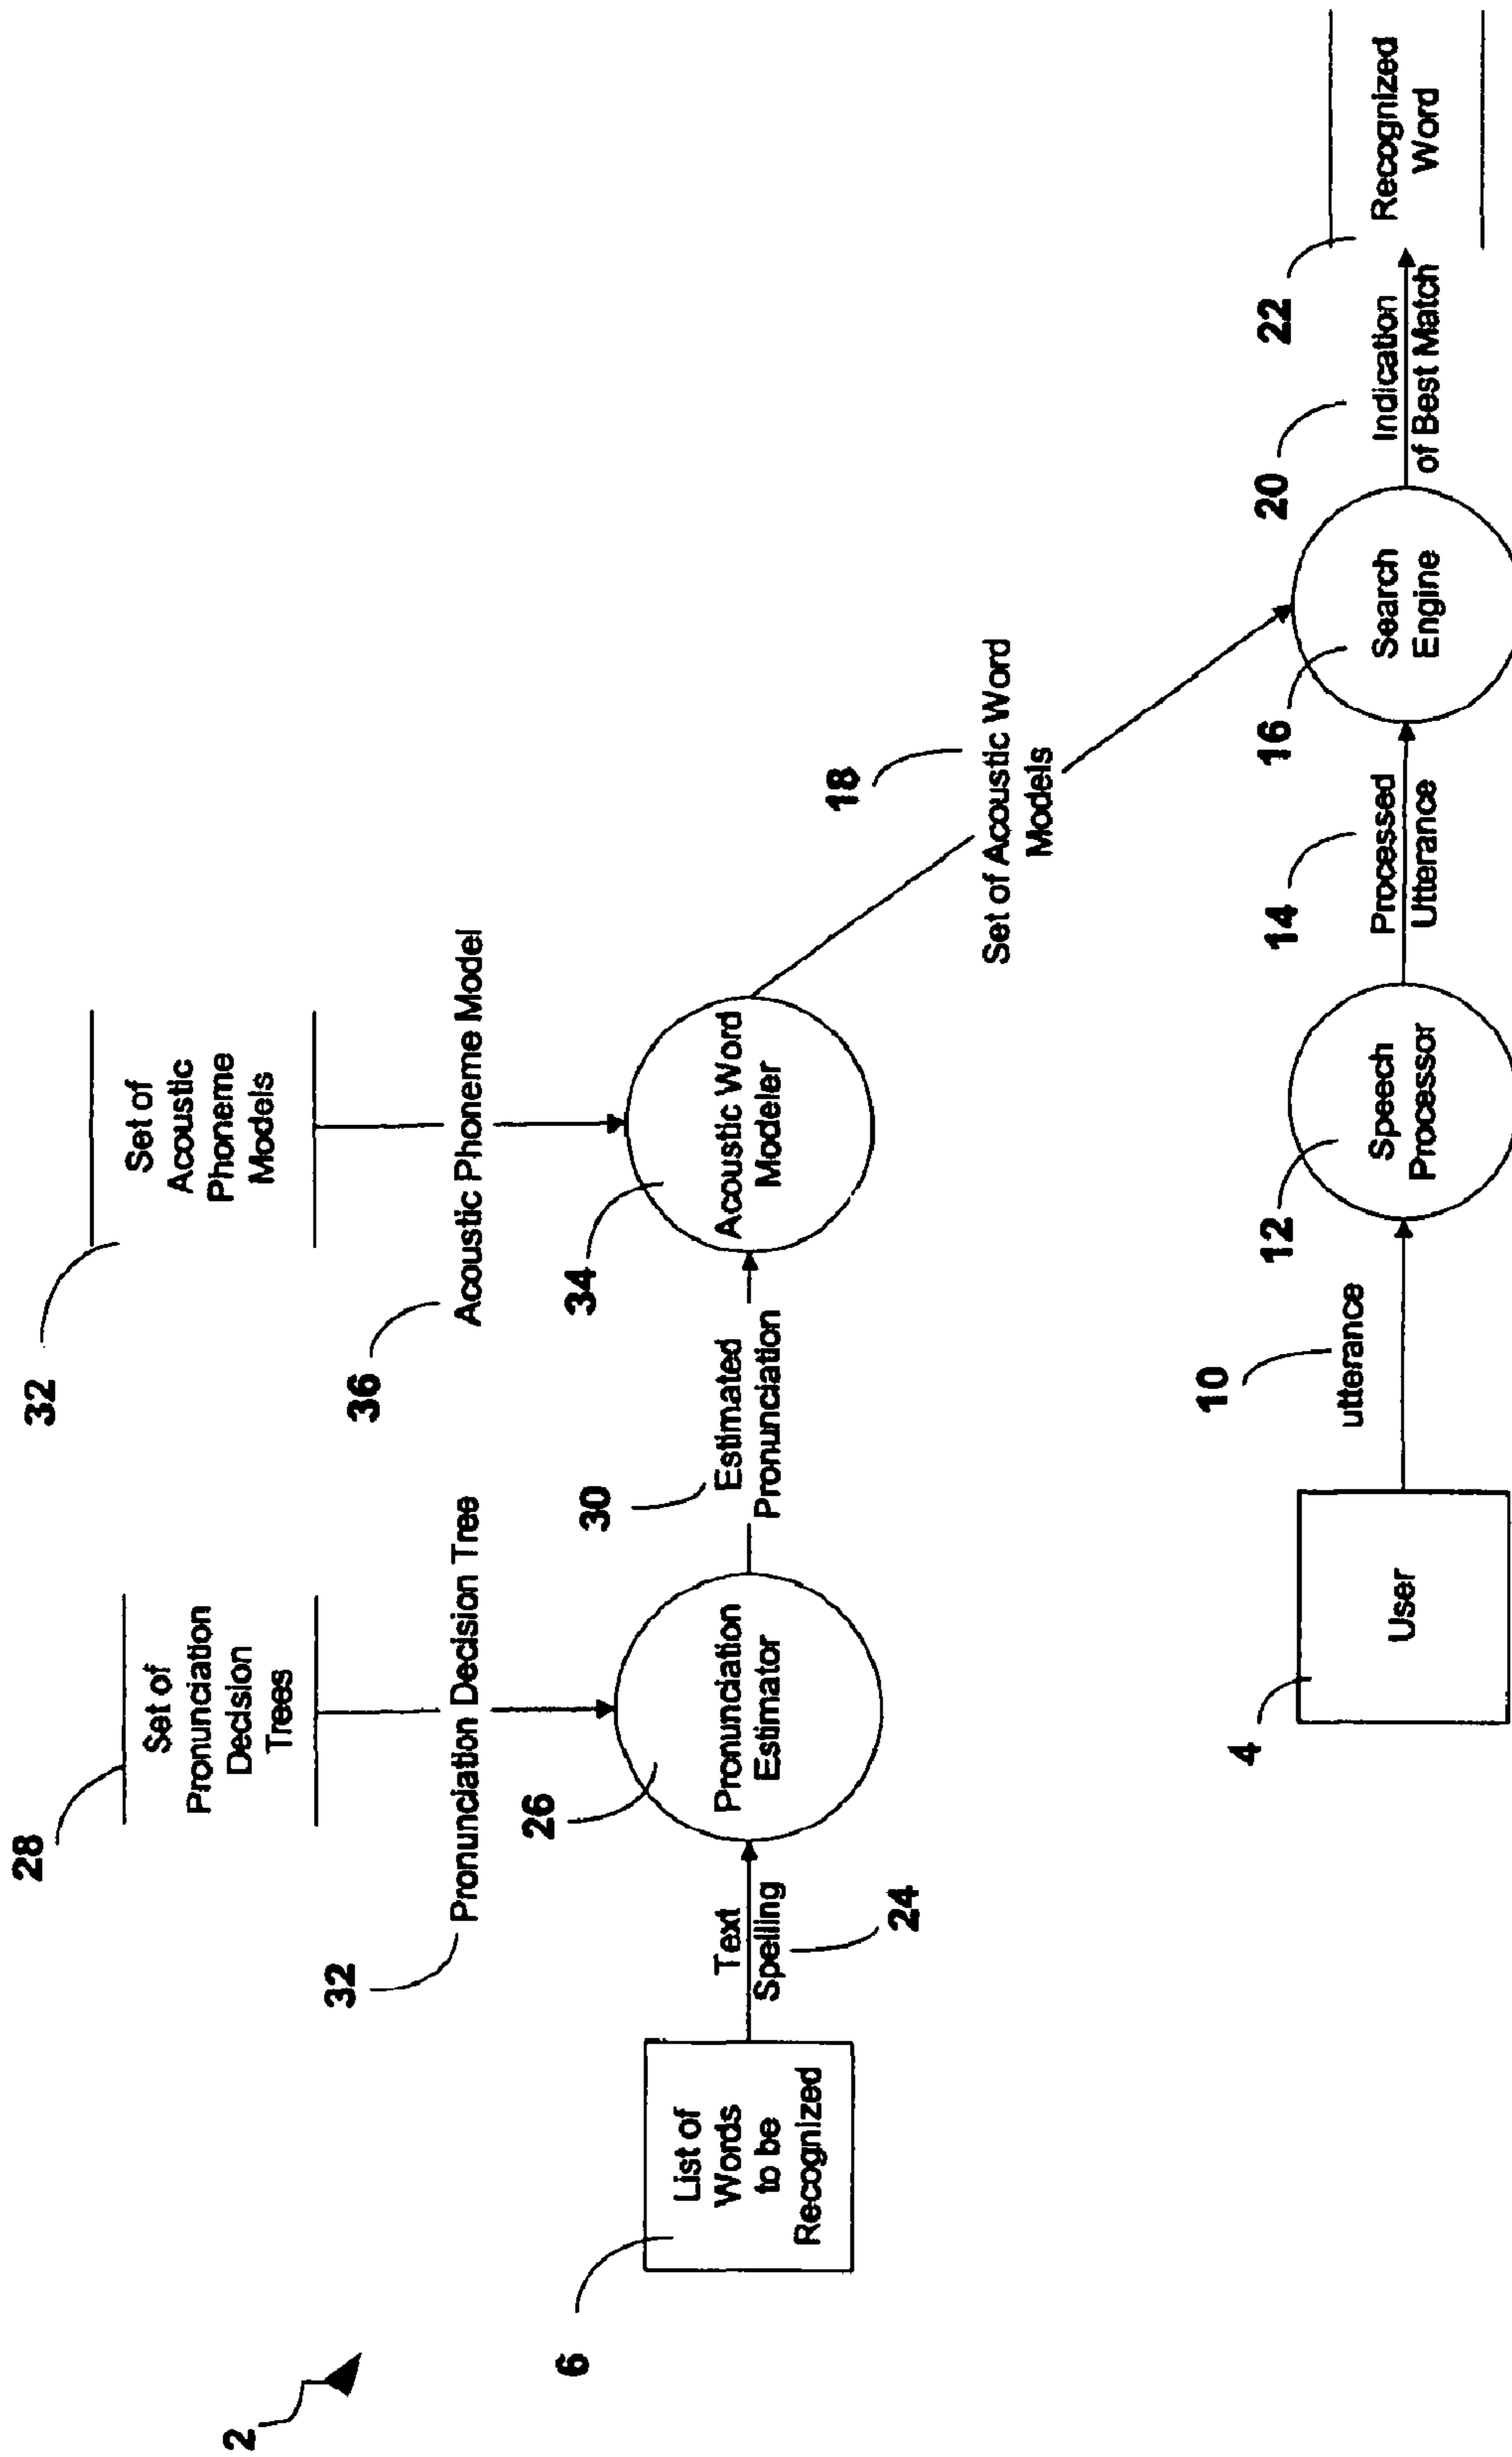 2
28
Set of
Pronunciation
Decision
Trees
32
Set of
Acoustic
Phoneme
Models
32
Pronunciation Decision Tree
36
Acoustic Phoneme Model
6
List of
Words
to be
Recognized
Text
Spelling
24
26
Pronunciation
Estimator
30
Estimated
Pronunciation
34
Acoustic Word
Modeler
18
Set of Acoustic Word
Models
4
User
10
utterance
12
Speech
Processor
14
Processed
Utterance
16
Search
Engine
20
Indication
of Best Match
22
Recognized
Word